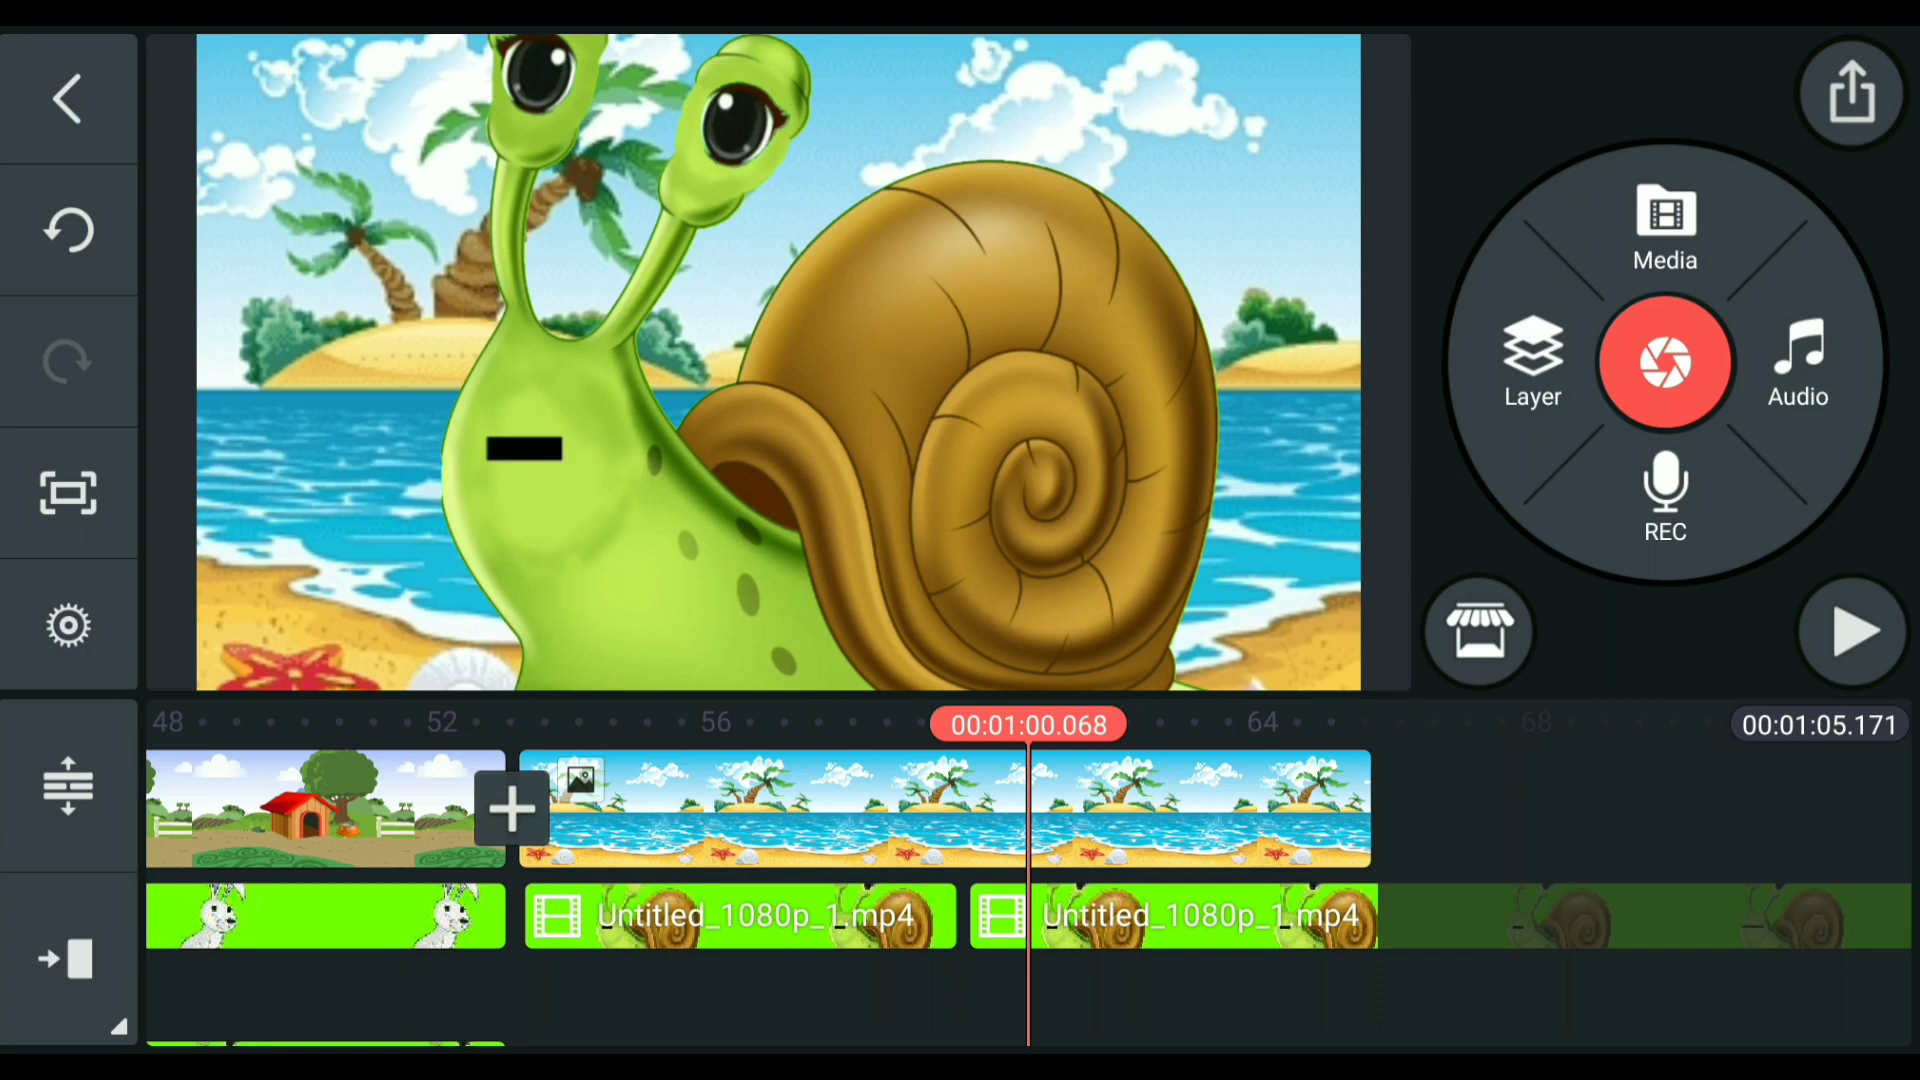 Media
Layer
Audio
REC
48
52
56
00:01:00.068
64
68
00:01:05.171
Untitled_1080p_1.mp4
Untitled_1080p_1.mp4